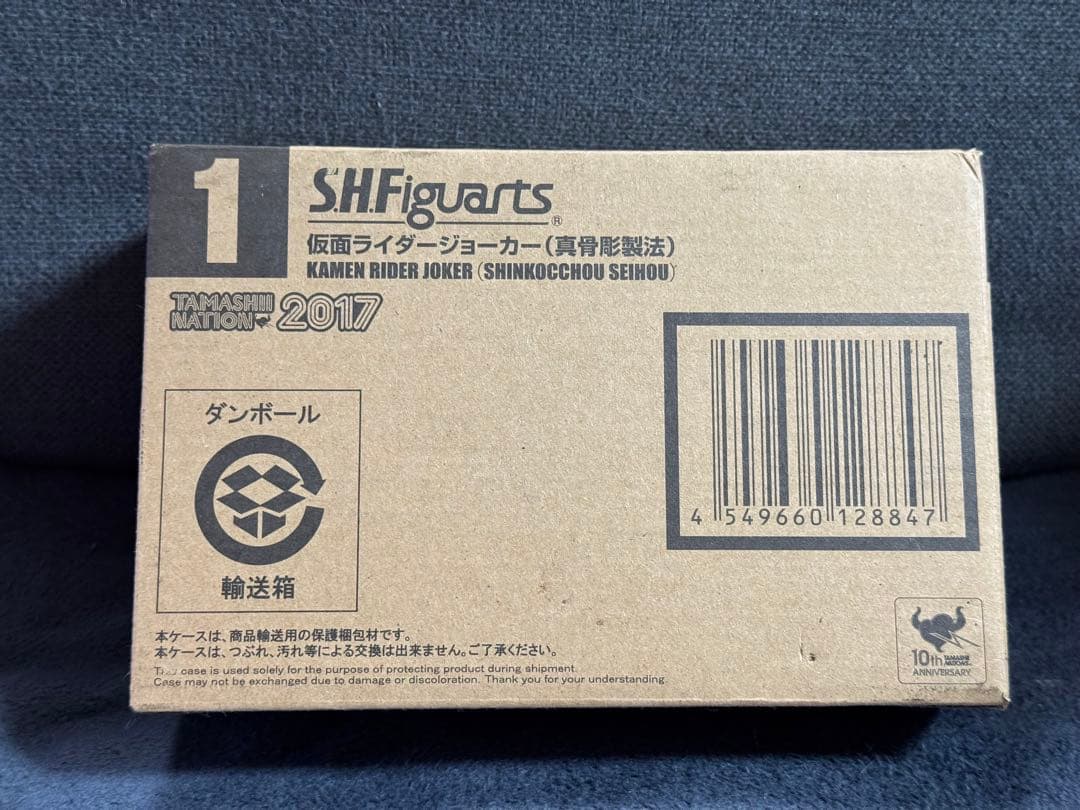 1
S.H.Figuarts
®
仮面ライダージョーカー(真骨彫製法)
KAMEN RIDER JOKER (SHINKOCCHOU SEIHOU)
TAMASHII NATION 2017
ダンボール
輸送箱
4 549660 128847
本ケースは、商品輸送用の保護梱包材です。
本ケースは、つぶれ、汚れ等による交換は出来ません。ご了承ください。
This case is used solely for the purpose of protecting product during shipment.
Case may not be exchanged due to damage or discoloration. Thank you for your understanding.
10th TAMASHII NATIONS
ANNIVERSARY